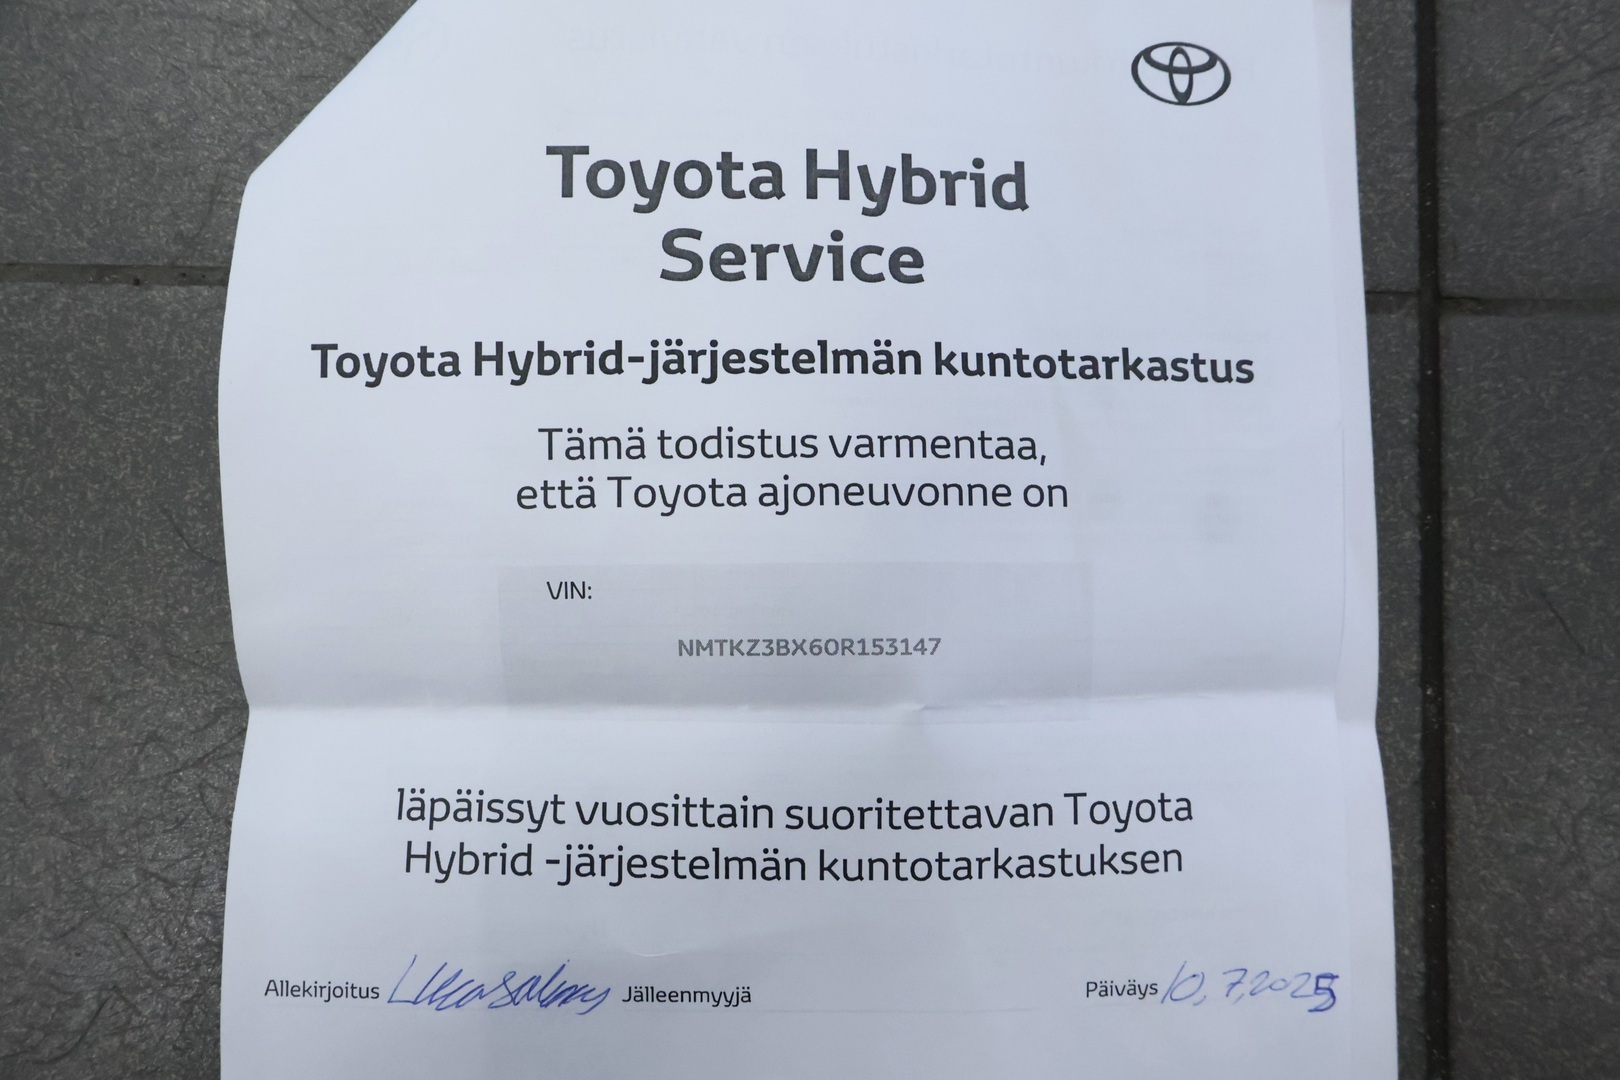 Toyota Hybrid
Service
Toyota Hybrid-järjestelmän kuntotarkastus
Tämä todistus varmentaa,
että Toyota ajoneuvonne on
VIN:
NMTKZ3BX60R153147
läpäissyt vuosittain suoritettavan Toyota
Hybrid -järjestelmän kuntotarkastuksen
Allekirjoitus Jälleenmyyjä Päiväys 10,7,2025